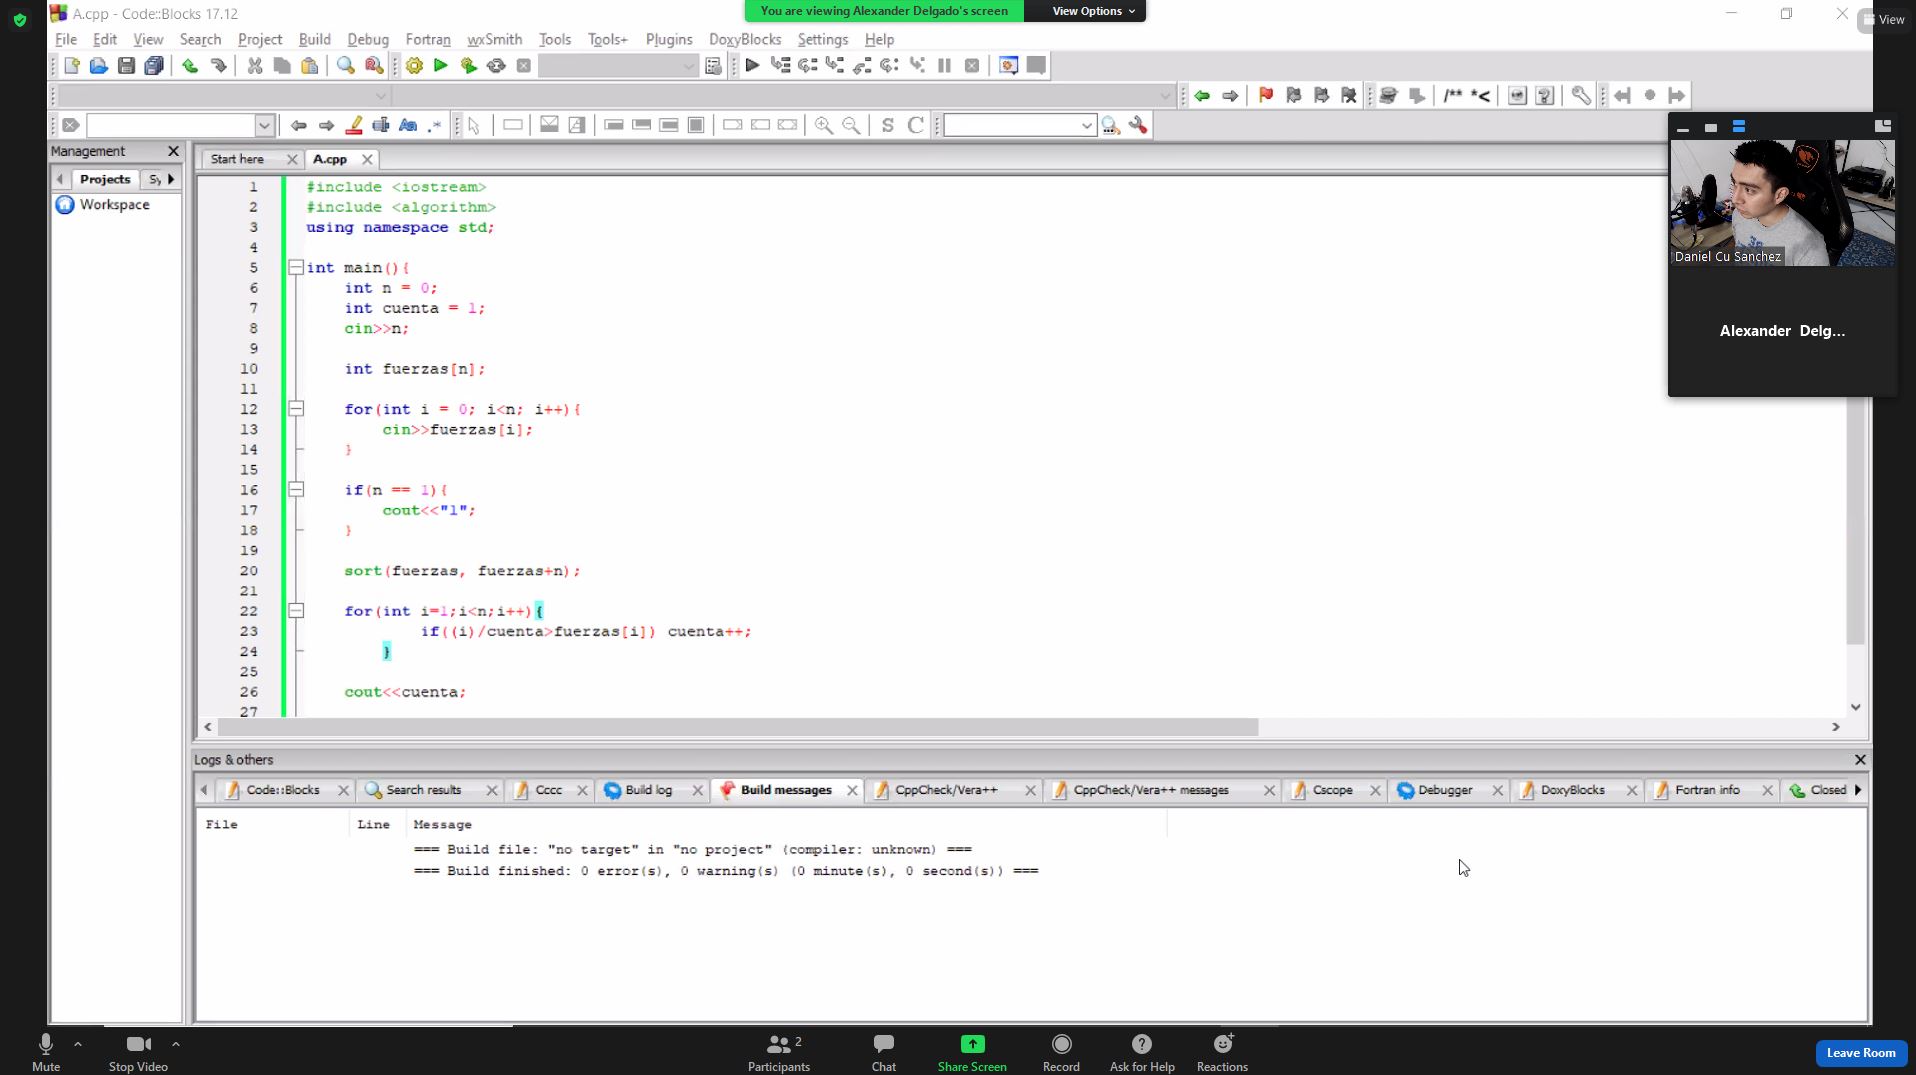 A.cpp - Code::Blocks 17.12
You are viewing Alexander Delgado's screen
View Options
View
File Edit View Search Project Build Debug Fortran wxSmith Tools Tools+ Plugins DoxyBlocks Settings Help
/** *<
S C
Management
Start here
A.cpp
Projects
Sy
Workspace
1 #include <iostream>
2 #include <algorithm>
3 using namespace std;
4
5 int main(){
6 int n = 0;
7 int cuenta = 1;
8 cin>>n;
9
10 int fuerzas[n];
11
12 for(int i = 0; i<n; i++){
13 cin>>fuerzas[i];
14 }
15
16 if(n == 1){
17 cout<<"1";
18 }
19
20 sort(fuerzas, fuerzas+n);
21
22 for(int i=1;i<n;i++){
23 if((i)/cuenta>fuerzas[i]) cuenta++;
24 }
25
26 cout<<cuenta;
27
Daniel Cu Sanchez
Alexander Delg...
Logs & others
Code::Blocks Search results Cccc Build log Build messages CppCheck/Vera++ CppCheck/Vera++ messages Cscope Debugger DoxyBlocks Fortran info Closed
File Line Message
=== Build file: "no target" in "no project" (compiler: unknown) ===
=== Build finished: 0 error(s), 0 warning(s) (0 minute(s), 0 second(s)) ===
Mute
Stop Video
Participants 2
Chat
Share Screen
Record
Ask for Help
Reactions
Leave Room